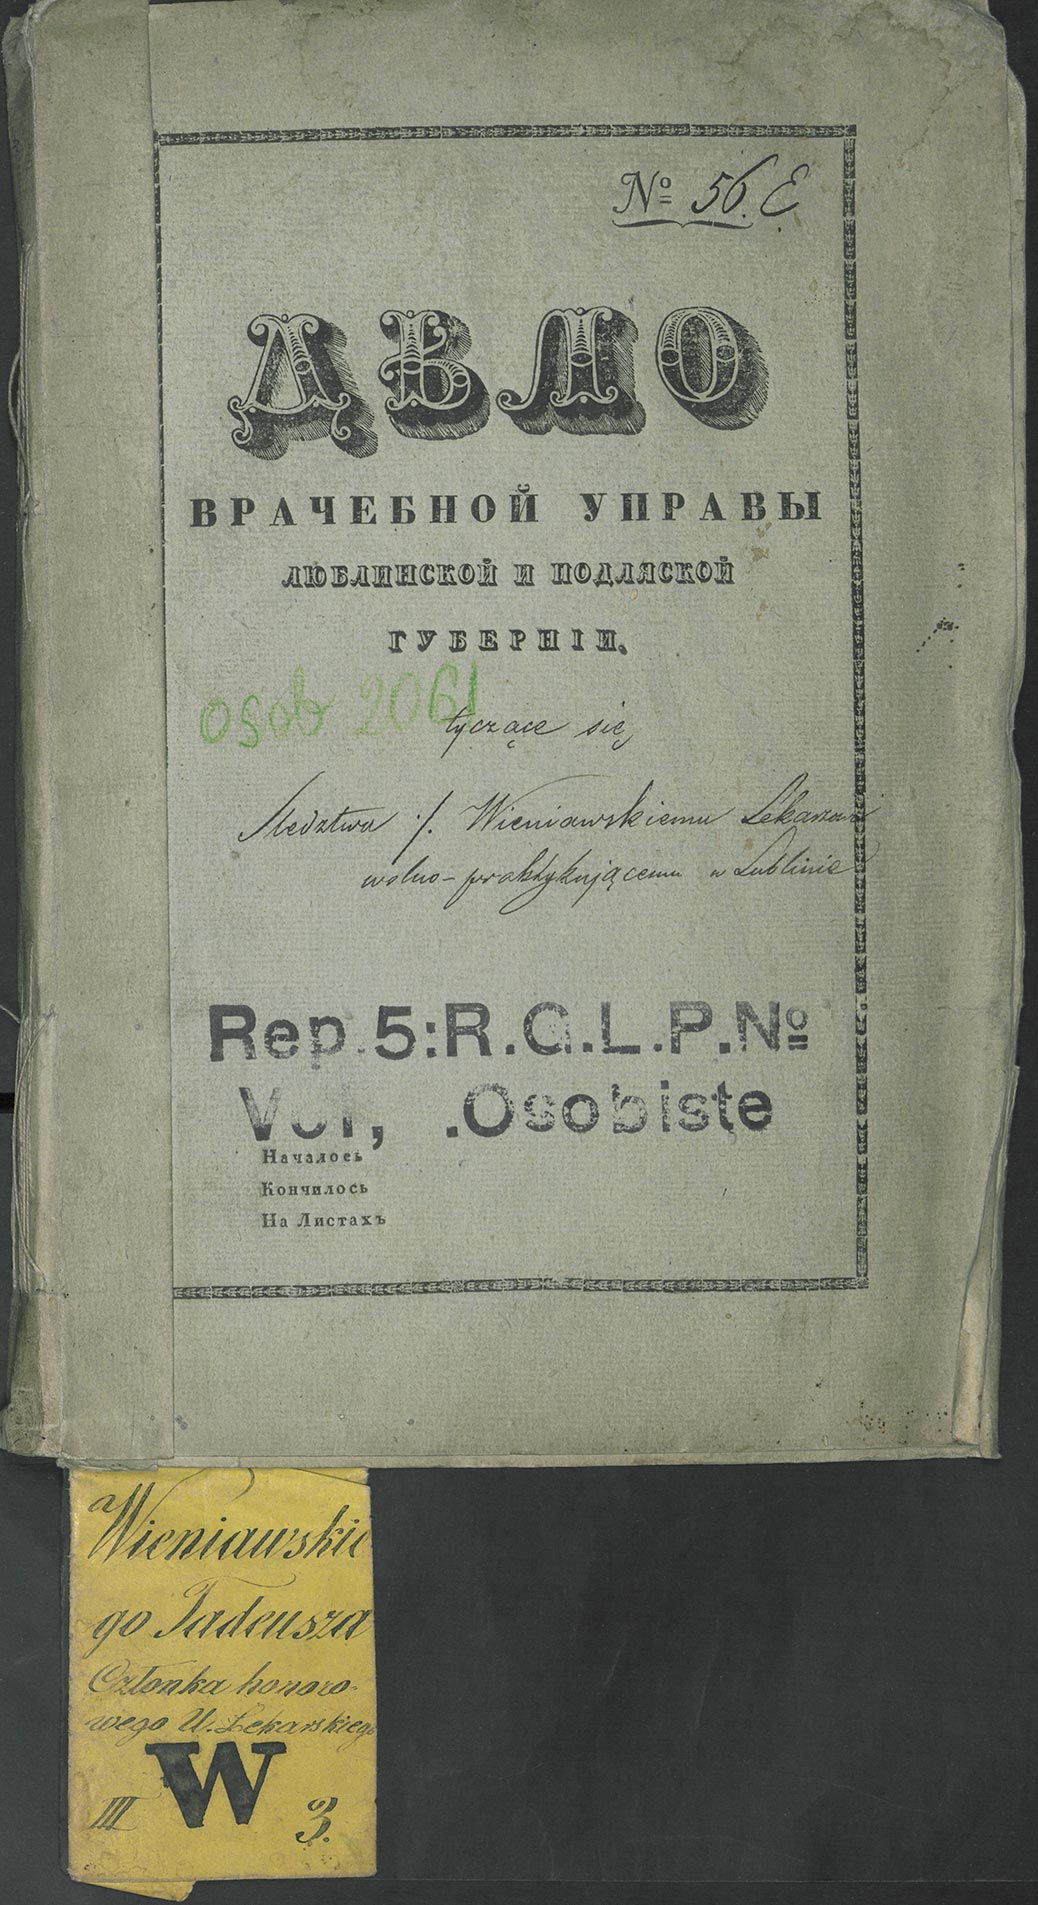 № 56. E
ДѢЛО
ВРАЧЕБНОЙ УПРАВЫ
ЛЮБЛИНСКОЙ И ПОДЛЯСКОЙ
ГУБЕРНІИ.
osob 2061
tyczące się
Śledztwa ./. Wieniawskiemu Lekarzowi
wolno-praktykującemu w Lublinie
Rep.5:R.G.L.P.№
Vol, .Osobiste
Началось
Кончилось
На Листахъ
Wieniawskie
go Tadeusza
Członka honoro-
wego U. Lekarskiego
III W 3.